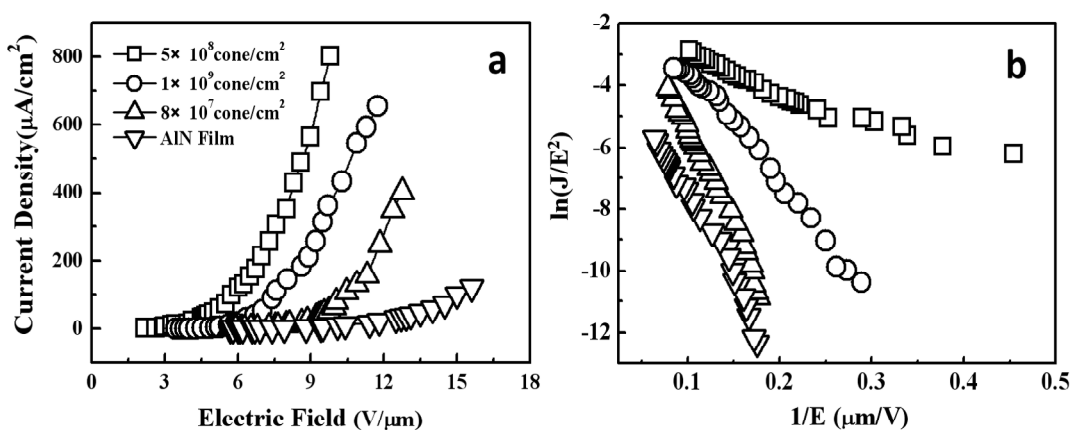 a
5× 10⁸cone/cm²
1× 10⁹cone/cm²
8× 10⁷cone/cm²
AlN Film
Current Density(μA/cm²)
800
600
400
200
0
0
3
6
9
12
15
18
Electric Field (V/μm)
b
ln(J/E²)
-2
-4
-6
-8
-10
-12
0.1
0.2
0.3
0.4
0.5
1/E (μm/V)